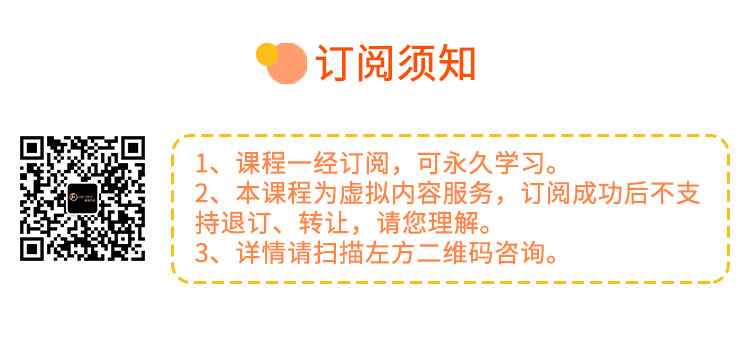 订阅须知
1、课程一经订阅，可永久学习。
2、本课程为虚拟内容服务，订阅成功后不支
持退订、转让，请您理解。
3、详情请扫描左方二维码咨询。